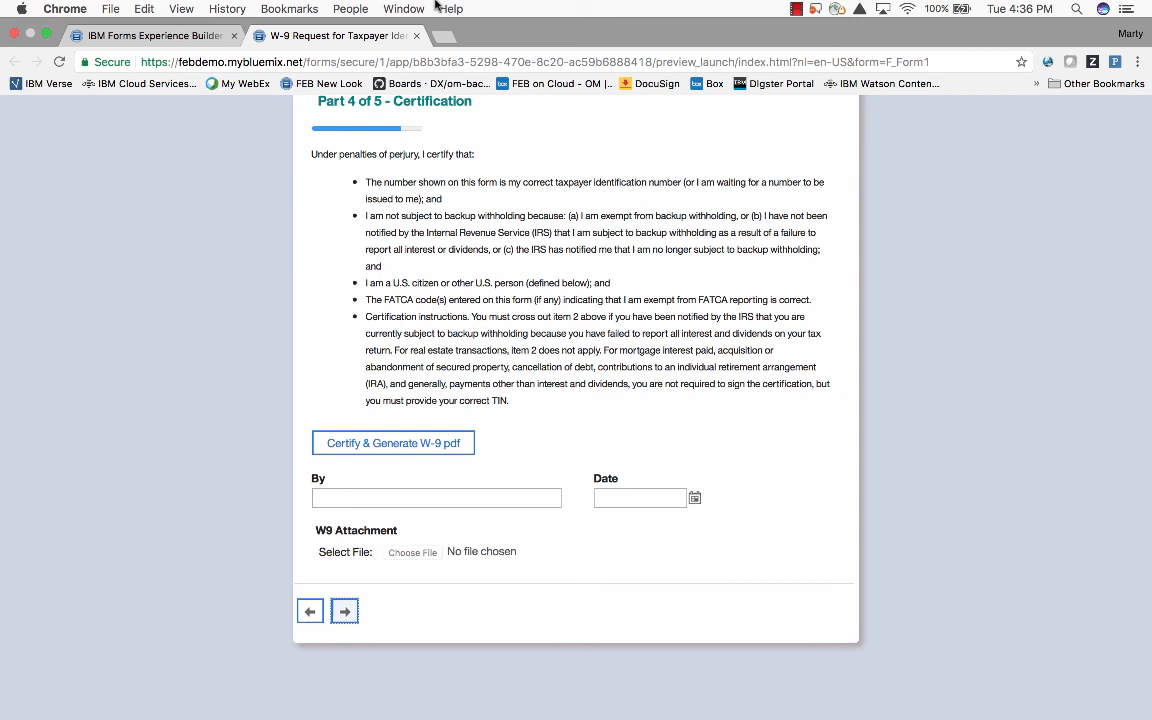 Chrome File Edit View History Bookmarks People Window Help 100% Tue 4:36 PM
IBM Forms Experience Builder × W-9 Request for Taxpayer Iden × Marty
Secure https://febdemo.mybluemix.net/forms/secure/1/app/b8b3bfa3-5298-470e-8c20-ac59b6888418/preview_launch/index.html?nl=en-US&form=F_Form1
IBM Verse IBM Cloud Services... My WebEx FEB New Look Boards · DX/om-bac... FEB on Cloud - OM |.. DocuSign Box Digster Portal IBM Watson Conten... » Other Bookmarks
Part 4 of 5 - Certification
Under penalties of perjury, I certify that:
• The number shown on this form is my correct taxpayer identification number (or I am waiting for a number to be
issued to me); and
• I am not subject to backup withholding because: (a) I am exempt from backup withholding, or (b) I have not been
notified by the Internal Revenue Service (IRS) that I am subject to backup withholding as a result of a failure to
report all interest or dividends, or (c) the IRS has notified me that I am no longer subject to backup withholding;
and
• I am a U.S. citizen or other U.S. person (defined below); and
• The FATCA code(s) entered on this form (if any) indicating that I am exempt from FATCA reporting is correct.
• Certification instructions. You must cross out item 2 above if you have been notified by the IRS that you are
currently subject to backup withholding because you have failed to report all interest and dividends on your tax
return. For real estate transactions, item 2 does not apply. For mortgage interest paid, acquisition or
abandonment of secured property, cancellation of debt, contributions to an individual retirement arrangement
(IRA), and generally, payments other than interest and dividends, you are not required to sign the certification, but
you must provide your correct TIN.
Certify & Generate W-9 pdf
By Date
W9 Attachment
Select File: Choose File No file chosen